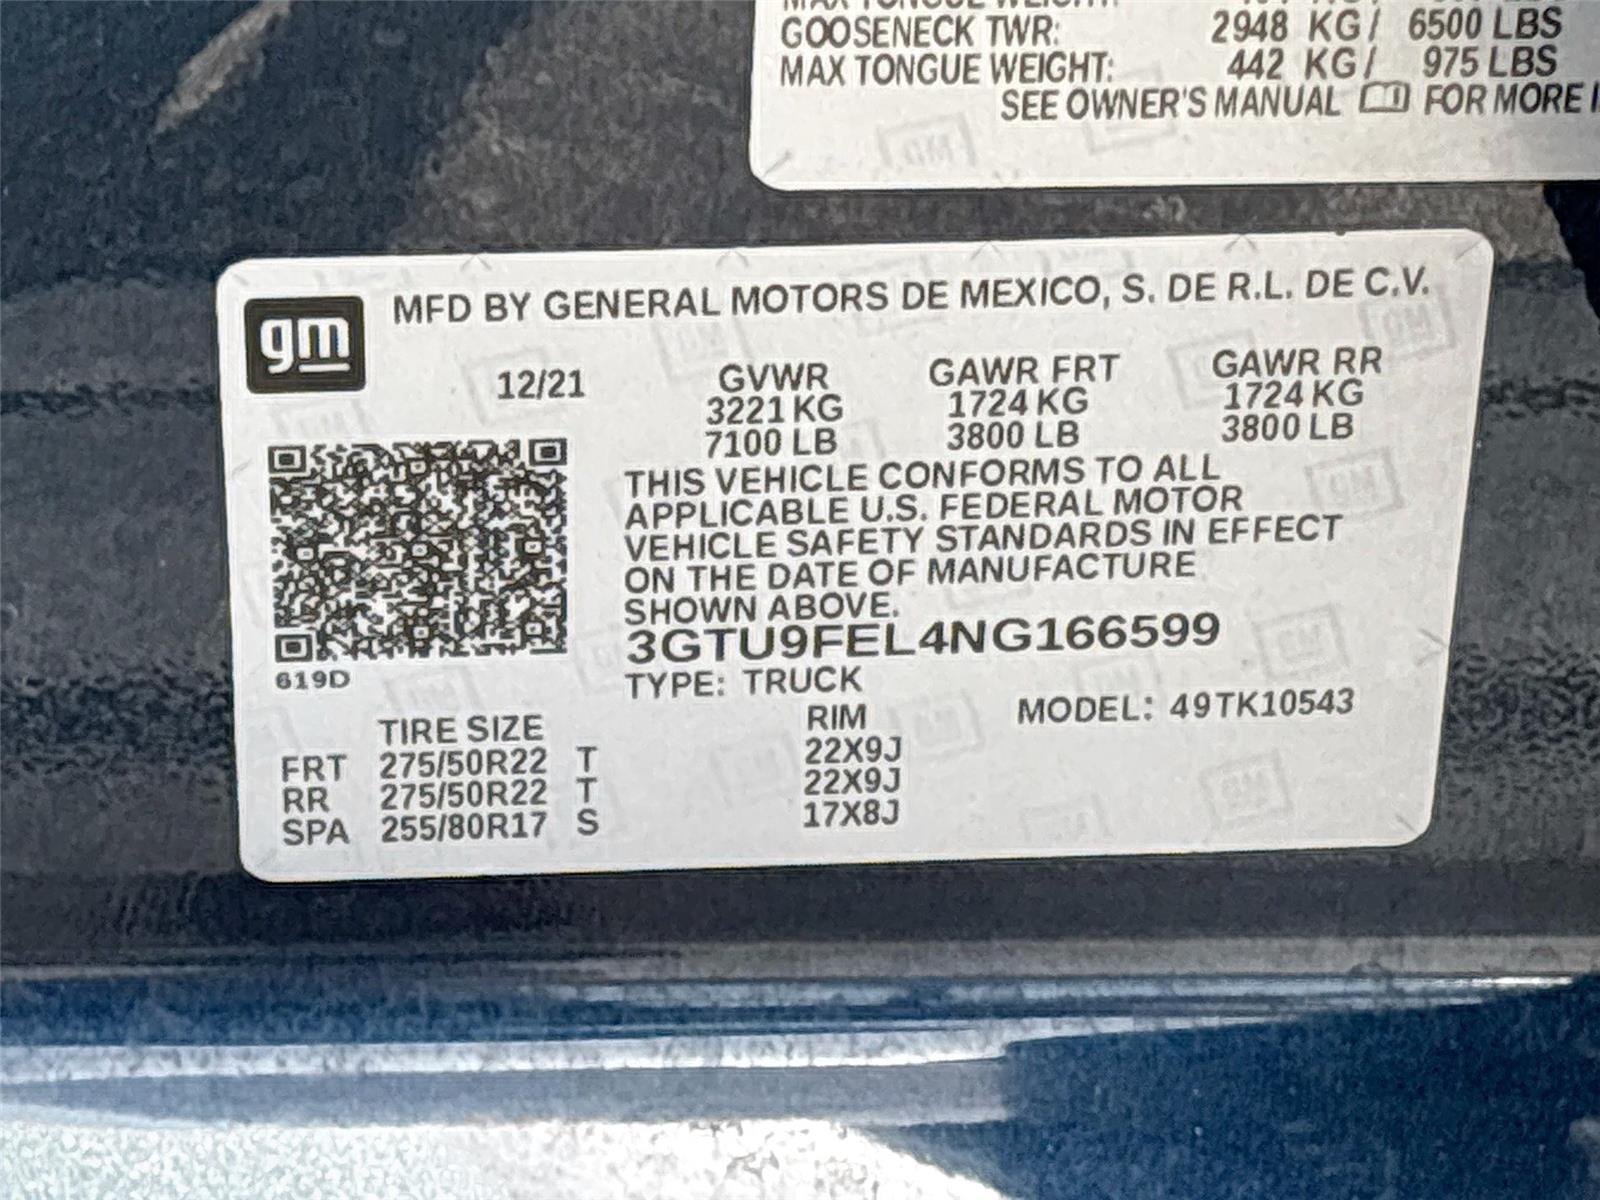 MAX TONGUE WEIGHT:
GOOSENECK TWR: 2948 KG/ 6500 LBS
MAX TONGUE WEIGHT: 442 KG/ 975 LBS
SEE OWNER'S MANUAL FOR MORE
gm
MFD BY GENERAL MOTORS DE MEXICO, S. DE R.L. DE C.V.
12/21 GVWR GAWR FRT GAWR RR
3221 KG 1724 KG 1724 KG
7100 LB 3800 LB 3800 LB
THIS VEHICLE CONFORMS TO ALL
APPLICABLE U.S. FEDERAL MOTOR
VEHICLE SAFETY STANDARDS IN EFFECT
ON THE DATE OF MANUFACTURE
SHOWN ABOVE.
3GTU9FEL4NG166599
619D
TYPE: TRUCK
MODEL: 49TK10543
TIRE SIZE RIM
FRT 275/50R22 T 22X9J
RR 275/50R22 T 22X9J
SPA 255/80R17 S 17X8J